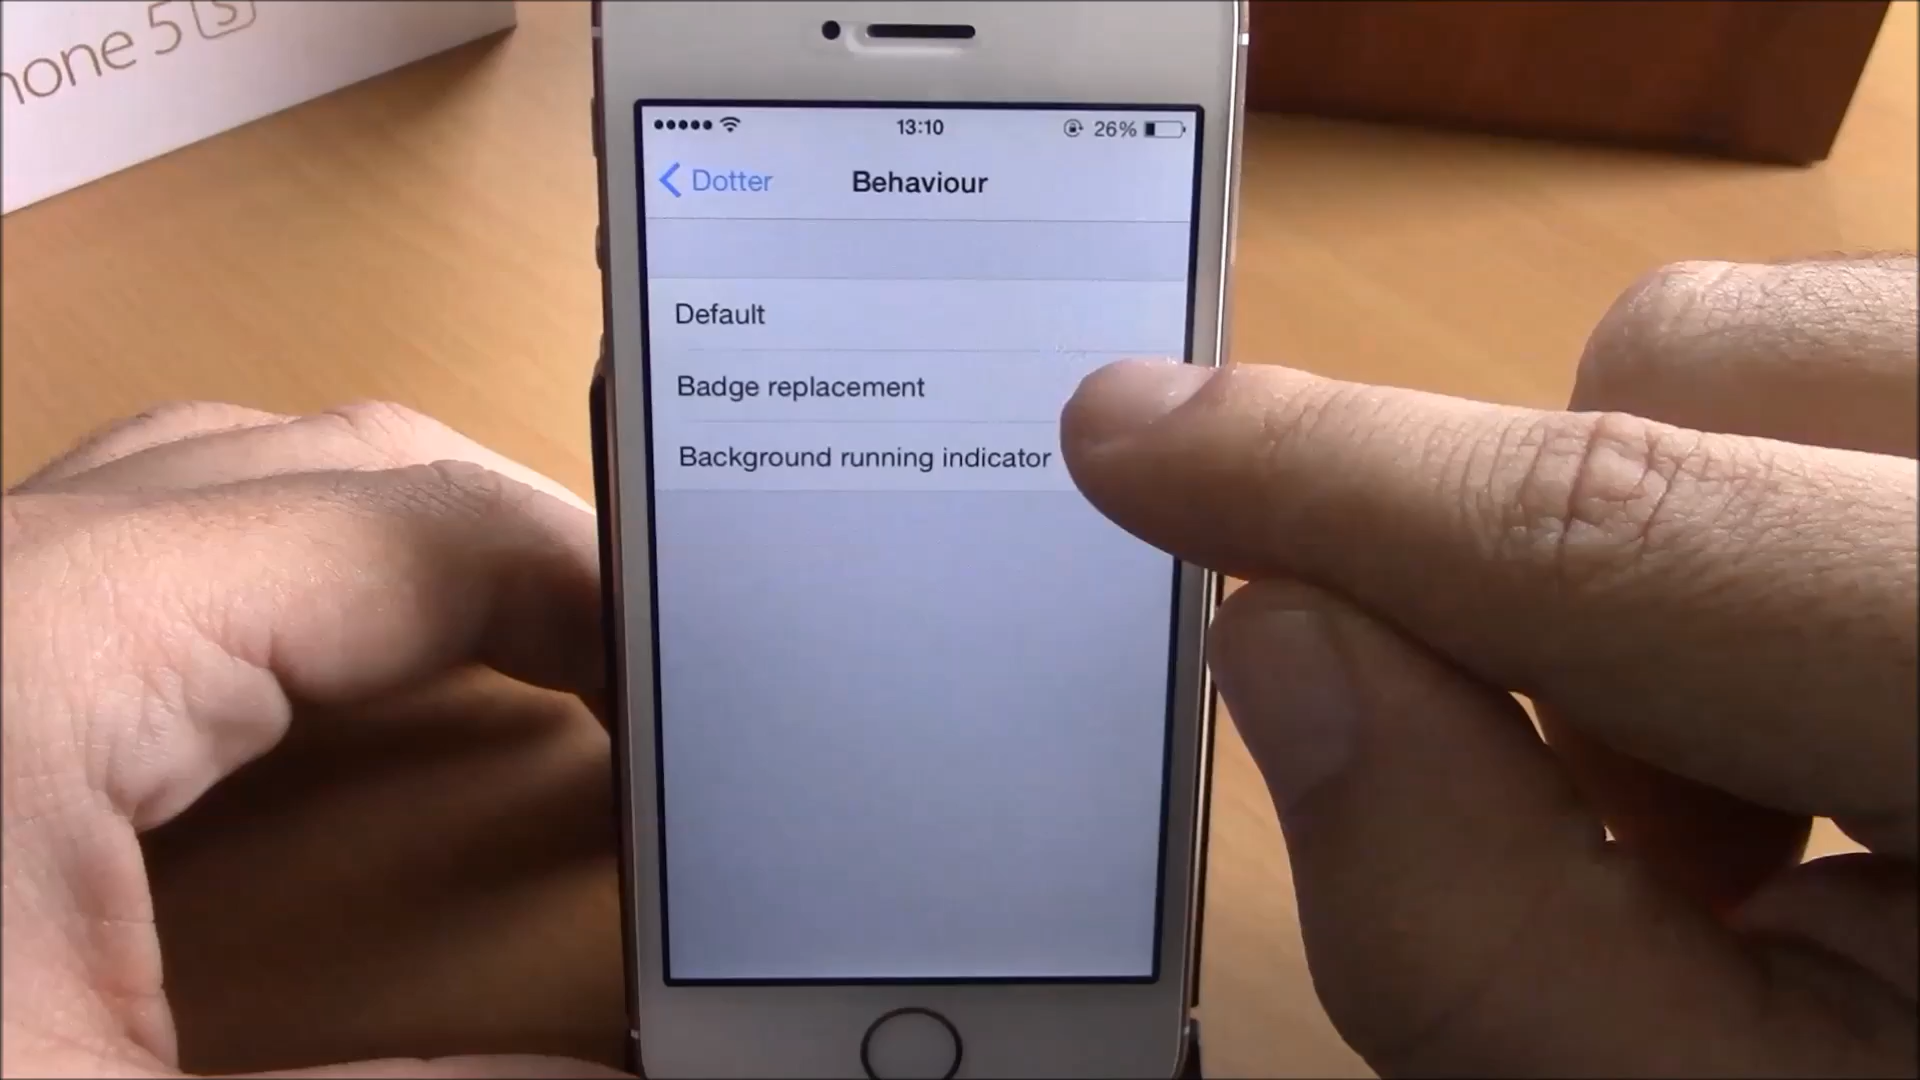 hone 5s
13:10
26%
Dotter
Behaviour
Default
Badge replacement
Background running indicator